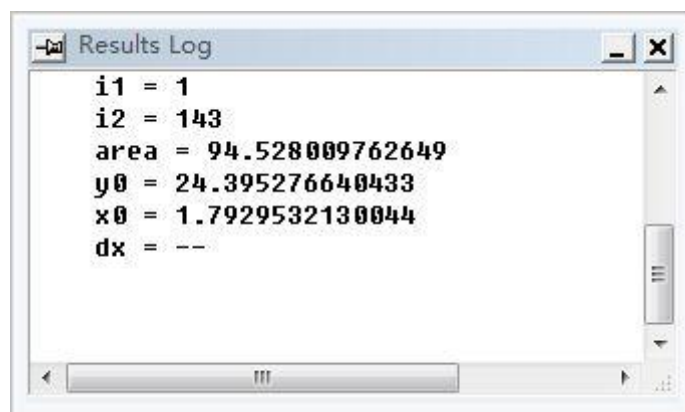 Results Log
i1 = 1
i2 = 143
area = 94.528009762649
y0 = 24.395276640433
x0 = 1.7929532130044
dx = --